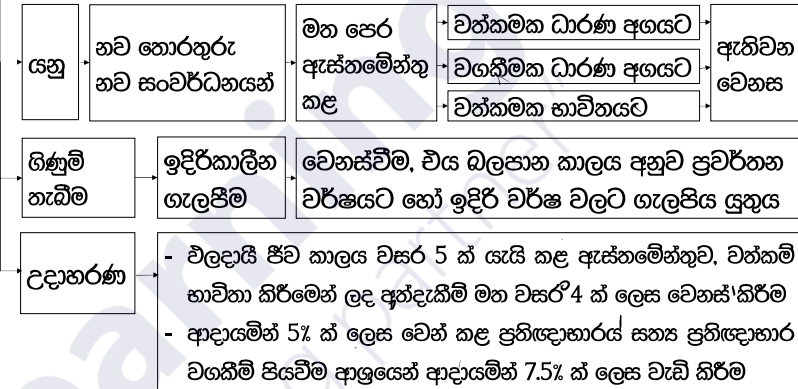 යනු
නව තොරතුරු
නව සංවර්ධනයන්
මත පෙර
ඇස්තමේන්තු
කළ
වත්කමක ධාරණ අගයට
වගකීමක ධාරණ අගයට
වත්කමක භාවිතයට
ඇතිවන
වෙනස
ගිණුම්
තැබීම
ඉදිරිකාලීන
ගැලපීම
වෙනස්වීම, එය බලපාන කාලය අනුව ප්‍රවර්තන
වර්ෂයට හෝ ඉදිරි වර්ෂ වලට ගැලපිය යුතුය
උදාහරණ
- ඵලදායී ජීව කාලය වසර 5 ක් යැයි කළ ඇස්තමේන්තුව, වත්කම්
භාවිතා කිරීමෙන් ලද අත්දැකීම් මත වසර 4 ක් ලෙස වෙනස් කිරීම
- ආදායමින් 5% ක් ලෙස වෙන් කළ ප්‍රතිඥාභාරය සත්‍ය ප්‍රතිඥාභාර
වගකීම් පියවීම ආශ්‍රයෙන් ආදායමින් 7.5% ක් ලෙස වැඩි කිරීම